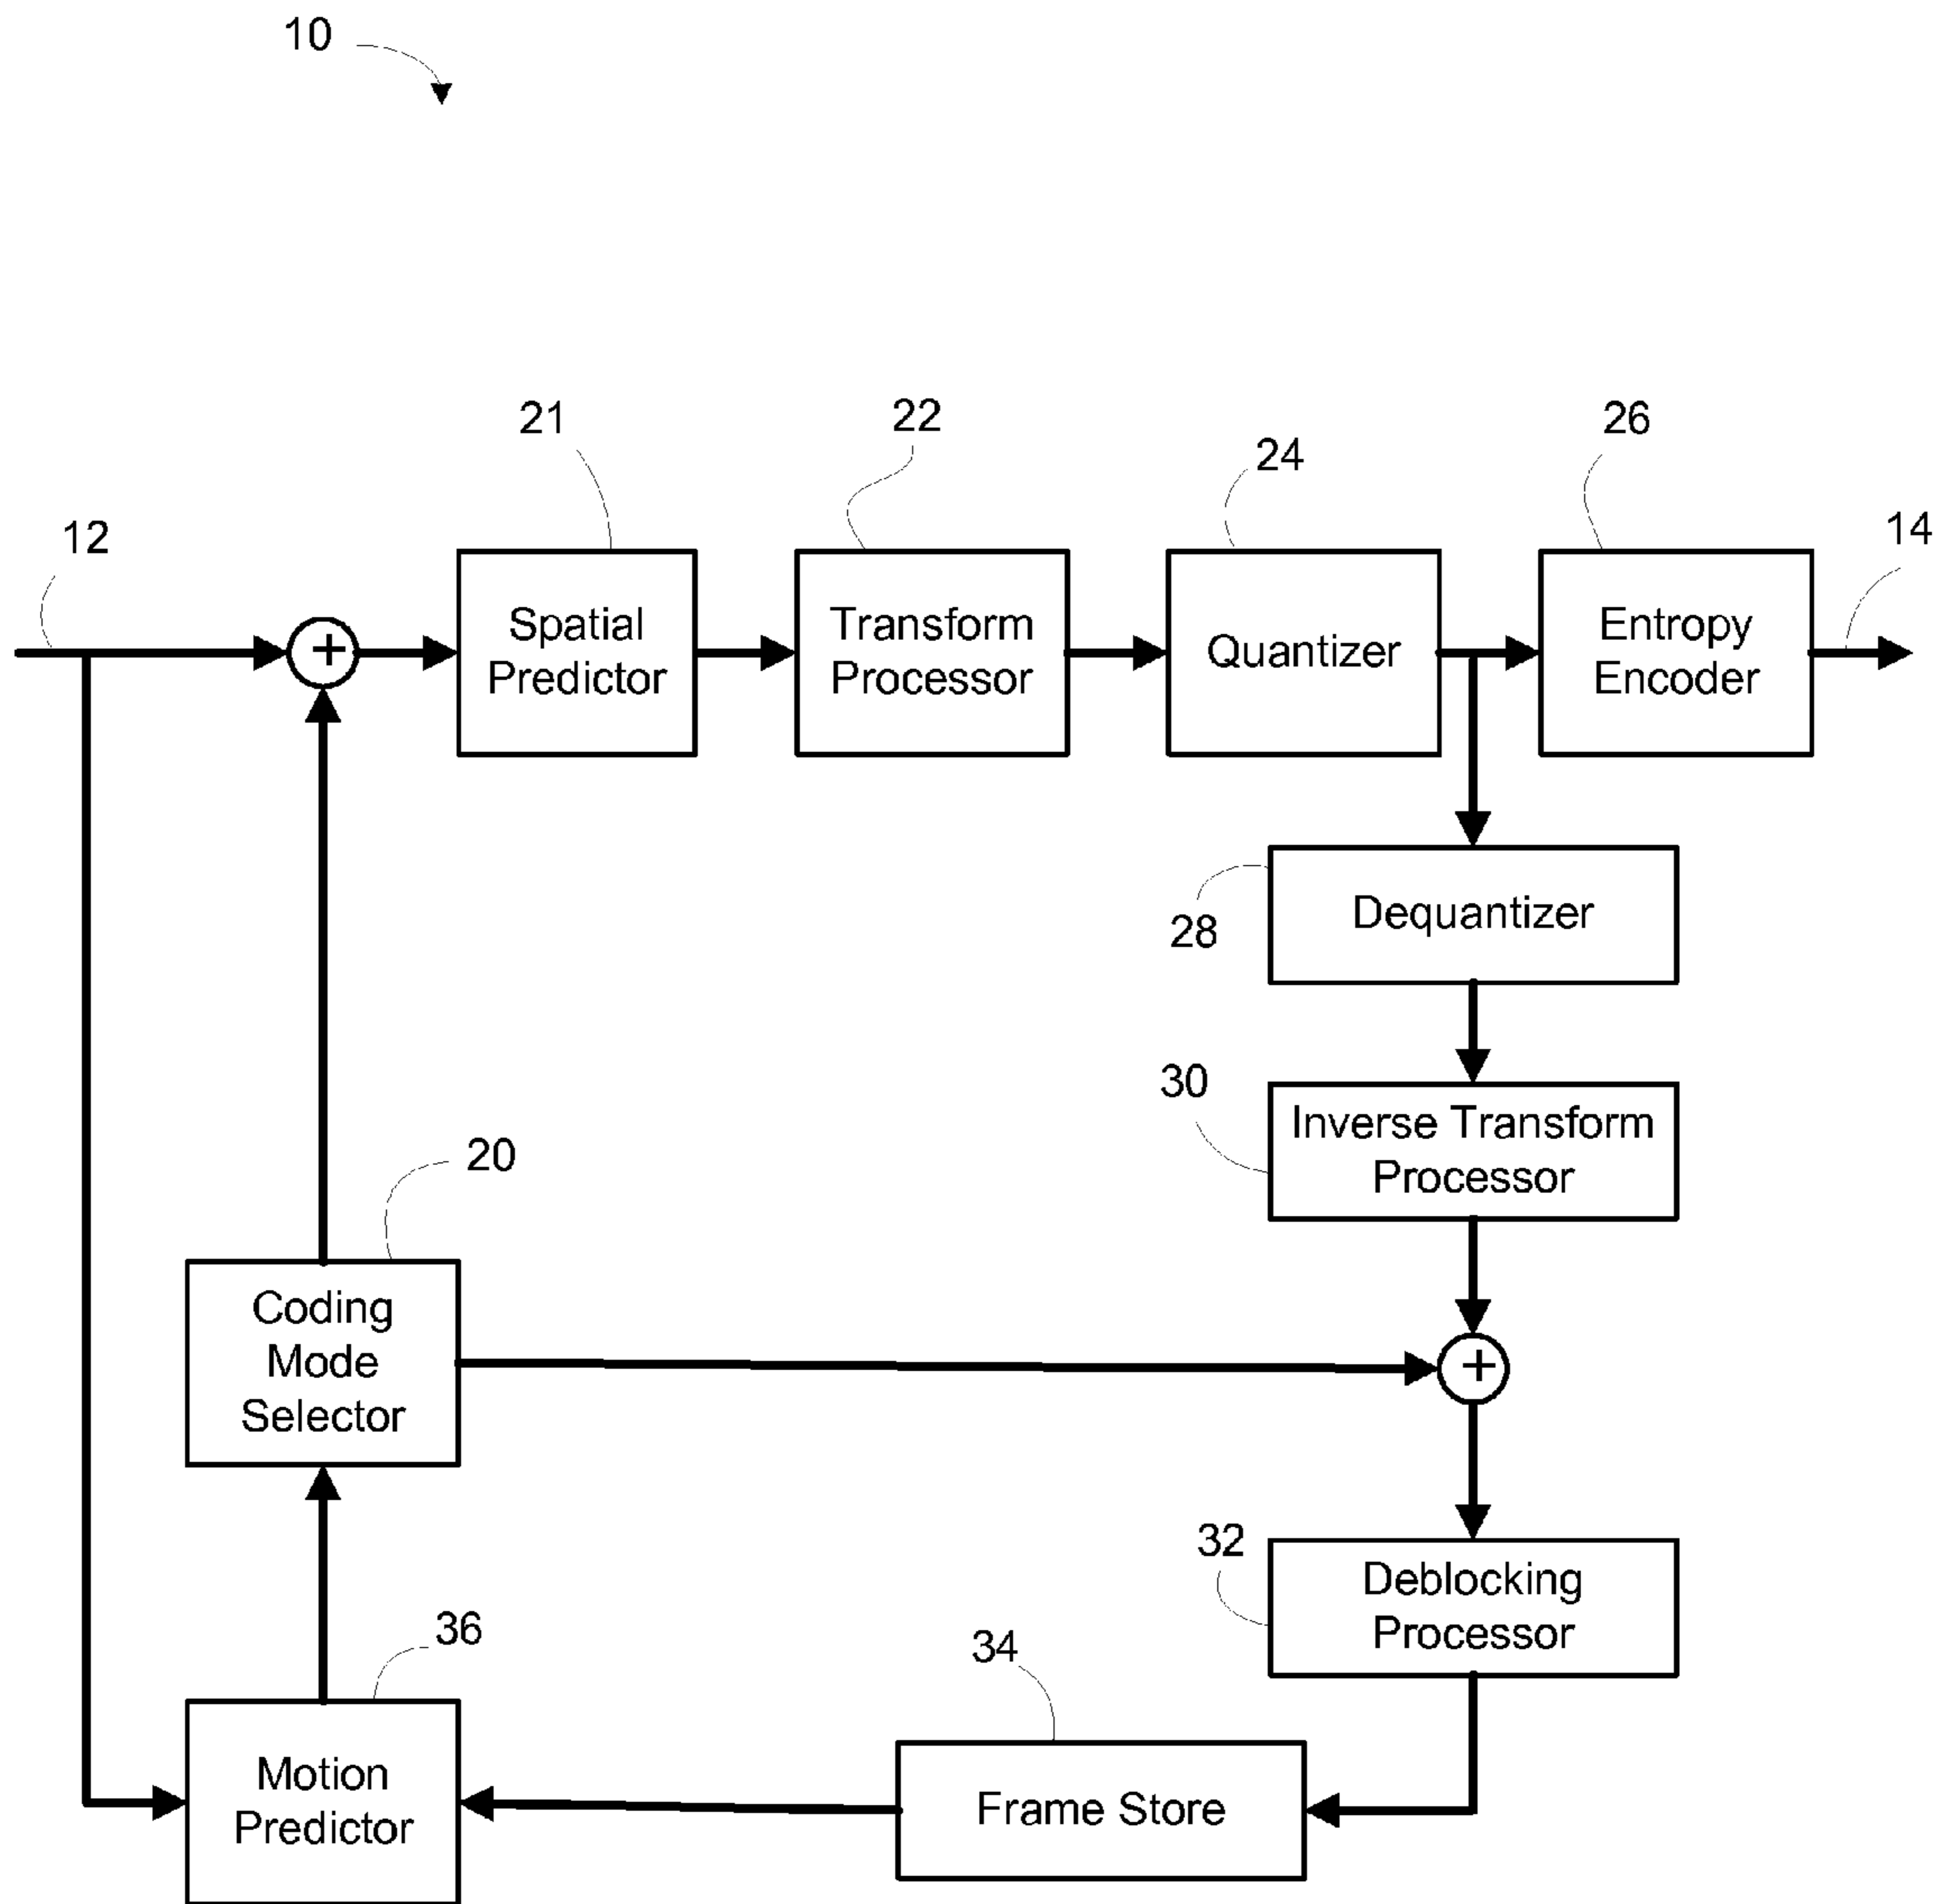 10
21
22
24
26
12
14
+
Spatial
Predictor
Transform
Processor
Quantizer
Entropy
Encoder
28
Dequantizer
30
Inverse Transform
Processor
20
Coding
Mode
Selector
+
32
Deblocking
Processor
36
34
Motion
Predictor
Frame Store